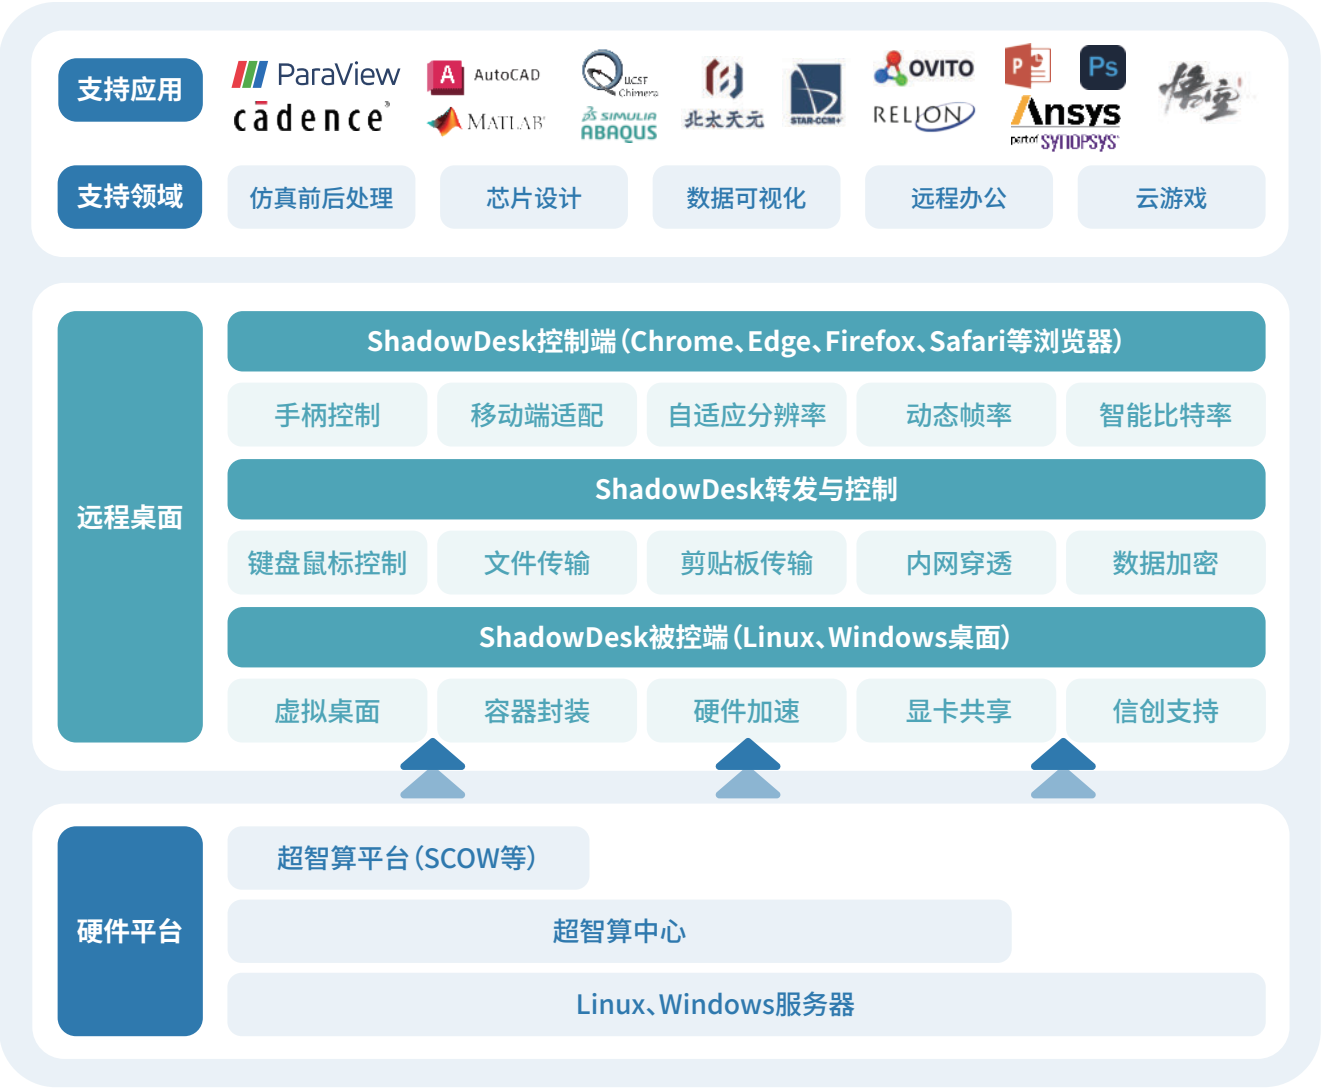 支持应用
ParaView
AutoCAD
UCSF
Chimera
北太天元
STAR-CCM+
OVITO
P
Ps
悟空
cādence®
MATLAB®
SIMULIA
ABAQUS
RELION
Ansys
part of SYNOPSYS
支持领域
仿真前后处理
芯片设计
数据可视化
远程办公
云游戏
远程桌面
ShadowDesk控制端（Chrome、Edge、Firefox、Safari等浏览器）
手柄控制
移动端适配
自适应分辨率
动态帧率
智能比特率
ShadowDesk转发与控制
键盘鼠标控制
文件传输
剪贴板传输
内网穿透
数据加密
ShadowDesk被控端（Linux、Windows桌面）
虚拟桌面
容器封装
硬件加速
显卡共享
信创支持
硬件平台
超智算平台（SCOW等）
超智算中心
Linux、Windows服务器